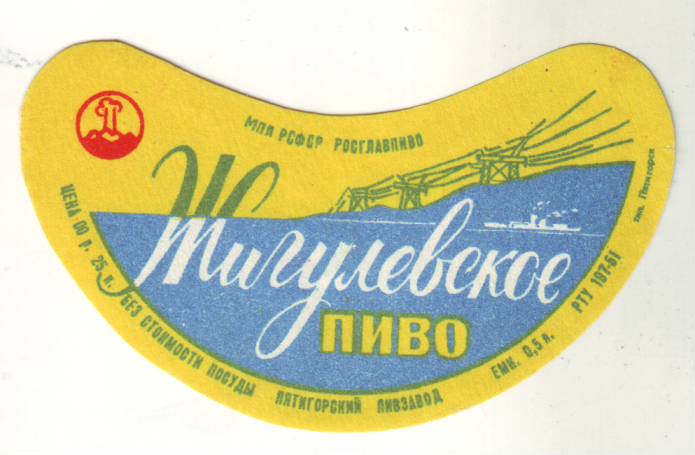 МПП РСФСР РОСГЛАВПИВО
Жигулевское
ПИВО
ЦЕНА 00 р. 25 к. БЕЗ СТОИМОСТИ ПОСУДЫ
ПЯТИГОРСКИЙ ПИВЗАВОД
ЕМК. 0,5 л.
РТУ 197-61
тип. Пятигорск